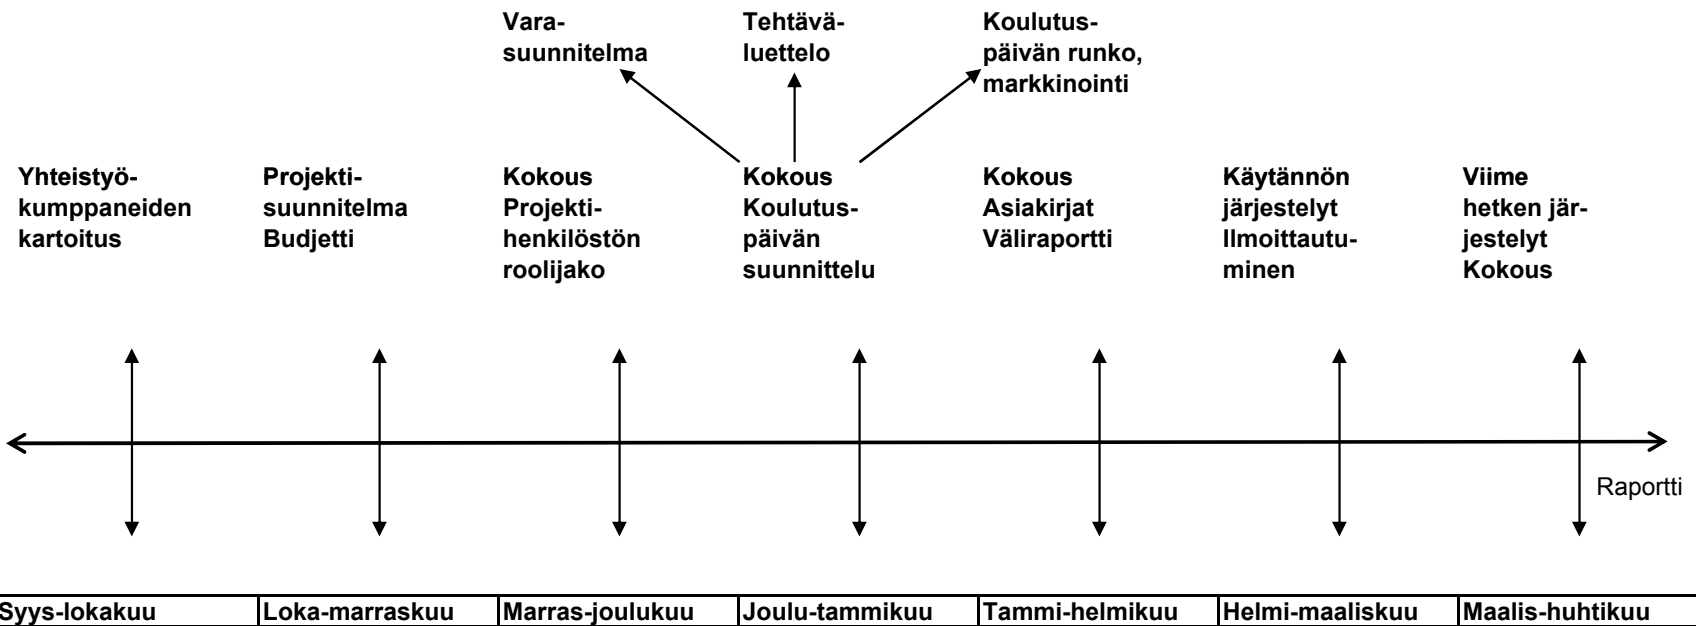 Vara-
suunnitelma
Tehtävä-
luettelo
Koulutus-
päivän runko,
markkinointi
Yhteistyö-
kumppaneiden
kartoitus
Projekti-
suunnitelma
Budjetti
Kokous
Projekti-
henkilöstön
roolijako
Kokous
Koulutus-
päivän
suunnittelu
Kokous
Asiakirjat
Väliraportti
Käytännön
järjestelyt
Ilmoittautu-
minen
Viime
hetken jär-
jestelyt
Kokous
Raportti
Syys-lokakuu
Loka-marraskuu
Marras-joulukuu
Joulu-tammikuu
Tammi-helmikuu
Helmi-maaliskuu
Maalis-huhtikuu